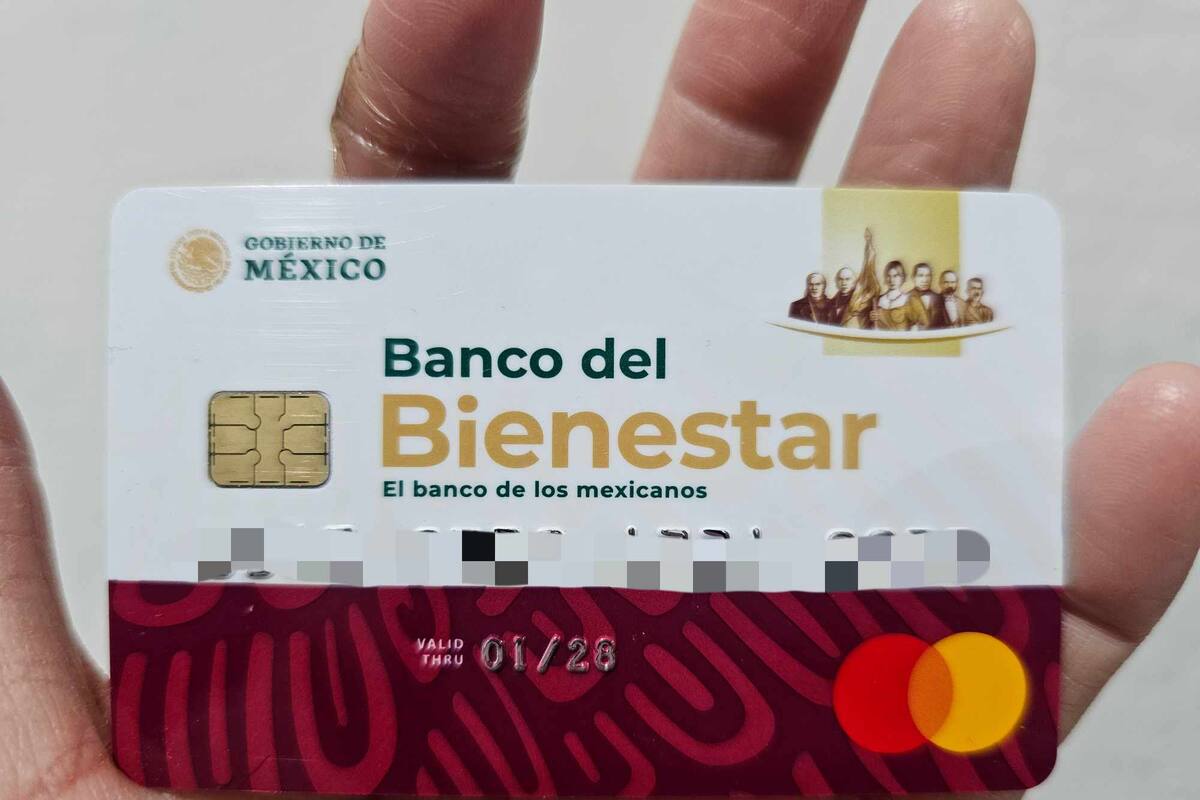 GOBIERNO DE
MÉXICO
Banco del
Bienestar
El banco de los mexicanos
VALID
THRU 01/28